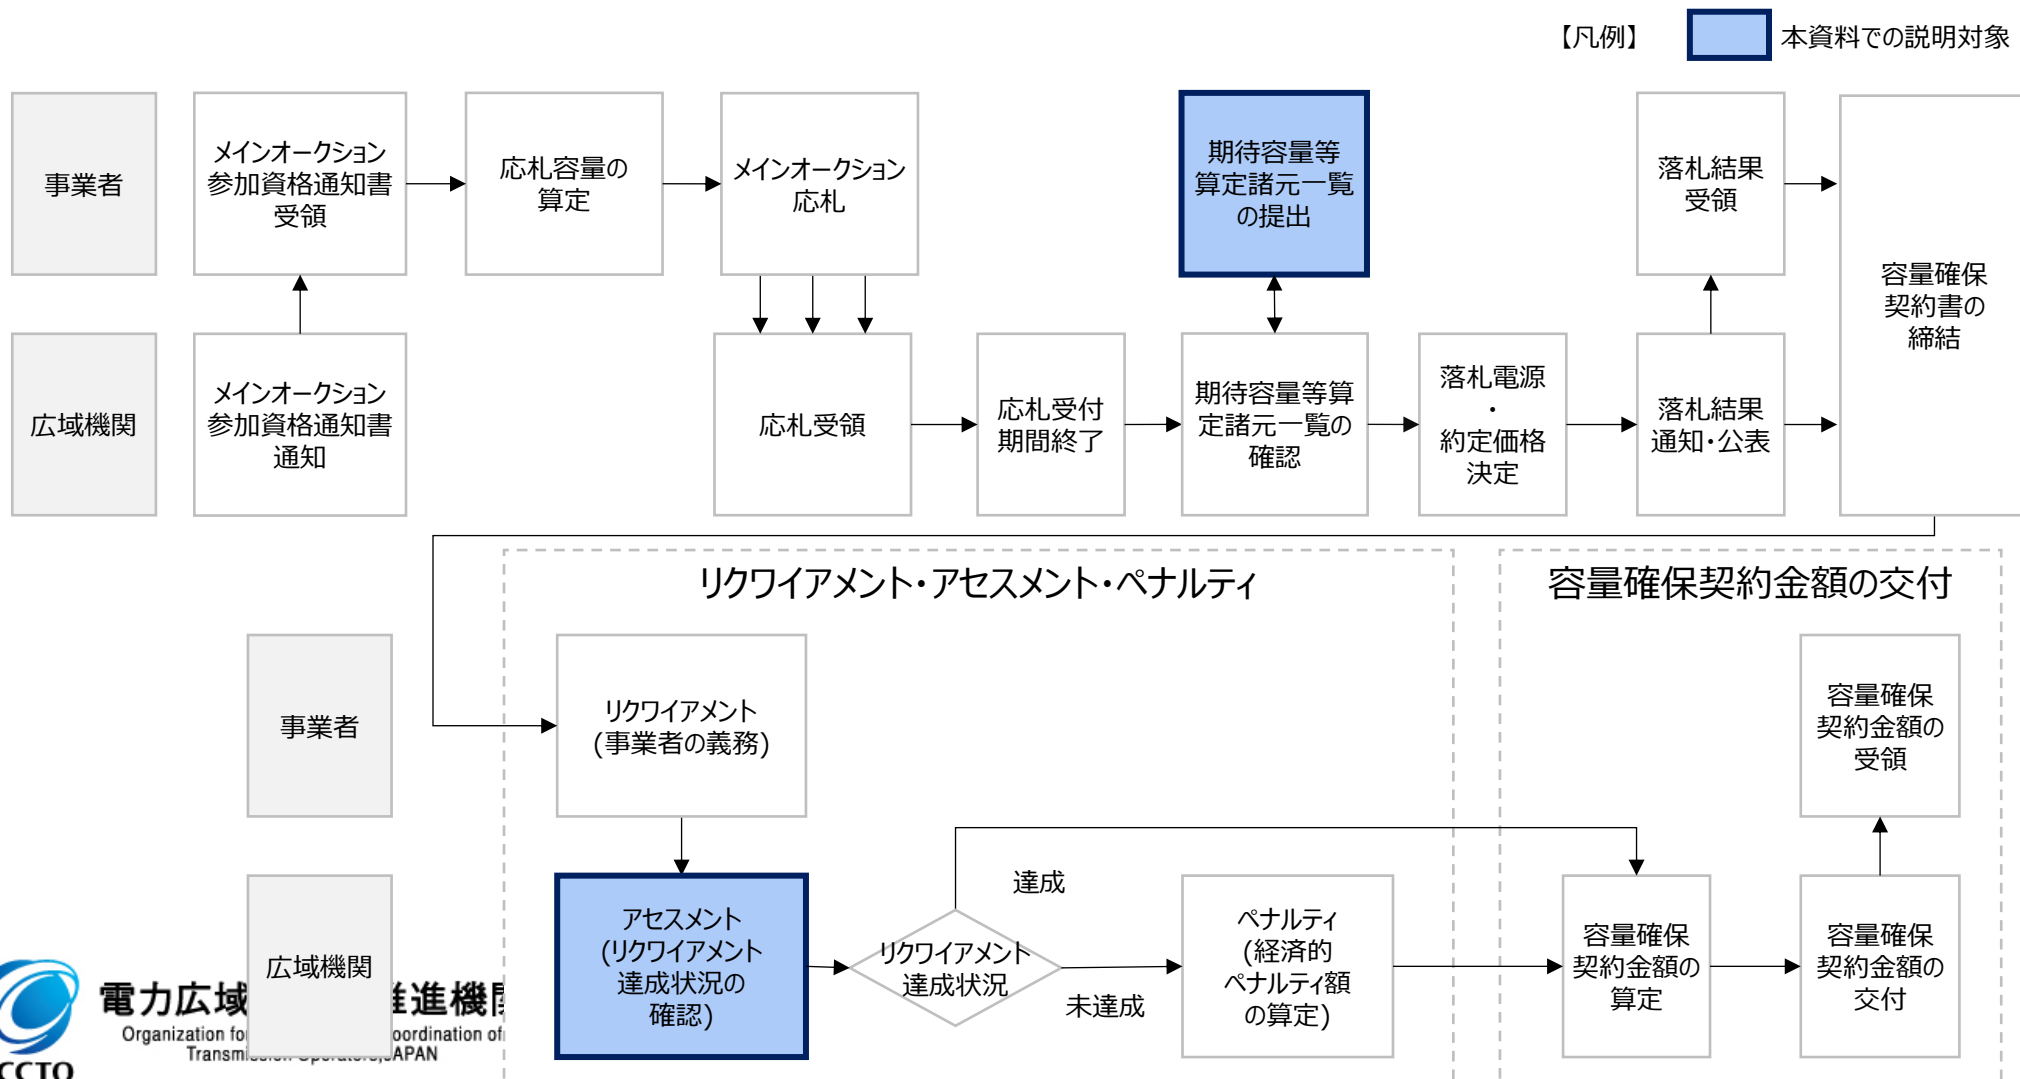 【凡例】
本資料での説明対象
事業者
メインオークション
参加資格通知書
受領
応札容量の
算定
メインオークション
応札
期待容量等
算定諸元一覧
の提出
落札結果
受領
容量確保
契約書の
締結
広域機関
メインオークション
参加資格通知書
通知
応札受領
応札受付
期間終了
期待容量等算
定諸元一覧の
確認
落札電源
・
約定価格
決定
落札結果
通知・公表
リクワイアメント・アセスメント・ペナルティ
容量確保契約金額の交付
事業者
リクワイアメント
(事業者の義務)
容量確保
契約金額の
受領
広域機関
アセスメント
(リクワイアメント
達成状況の
確認)
リクワイアメント
達成状況
達成
未達成
ペナルティ
(経済的
ペナルティ額
の算定)
容量確保
契約金額の
算定
容量確保
契約金額の
交付
電力広域 進機
Organization for oordination of
Transm APAN